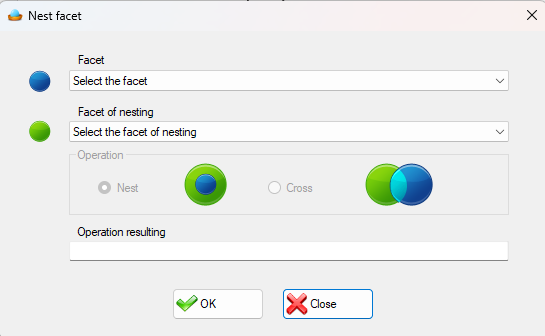 Nest facet
Facet
Select the facet
Facet of nesting
Select the facet of nesting
Operation
Nest
Cross
Operation resulting
OK
Close